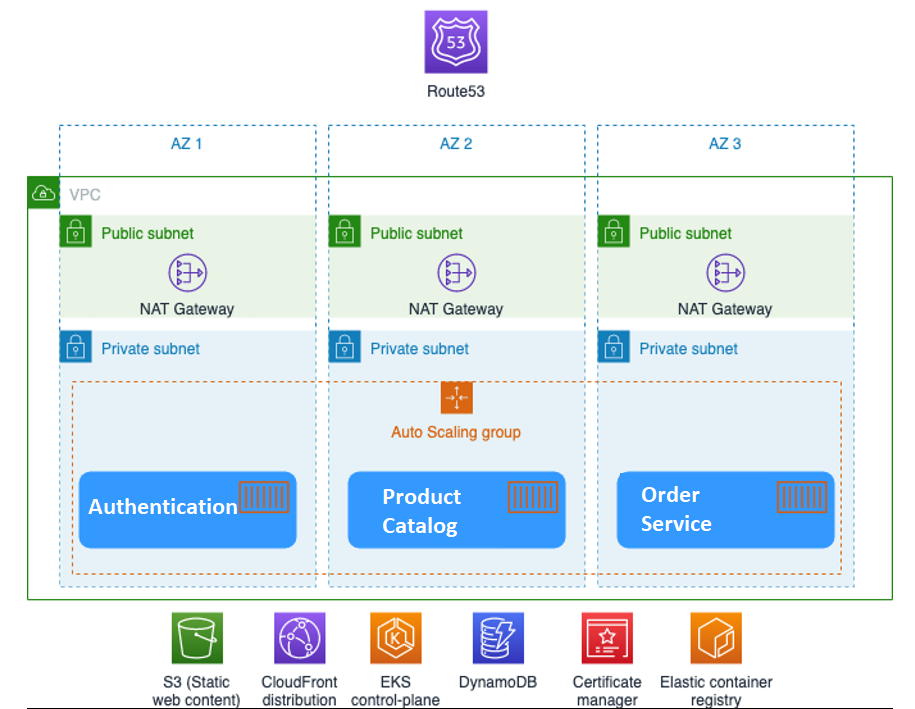 53
Route53
AZ 1
AZ 2
AZ 3
VPC
Public subnet
Public subnet
Public subnet
NAT Gateway
NAT Gateway
NAT Gateway
Private subnet
Private subnet
Private subnet
Auto Scaling group
Authentication
Product
Catalog
Order
Service
S3 (Static
web content)
CloudFront
distribution
EKS
control-plane
DynamoDB
Certificate
manager
Elastic container
registry